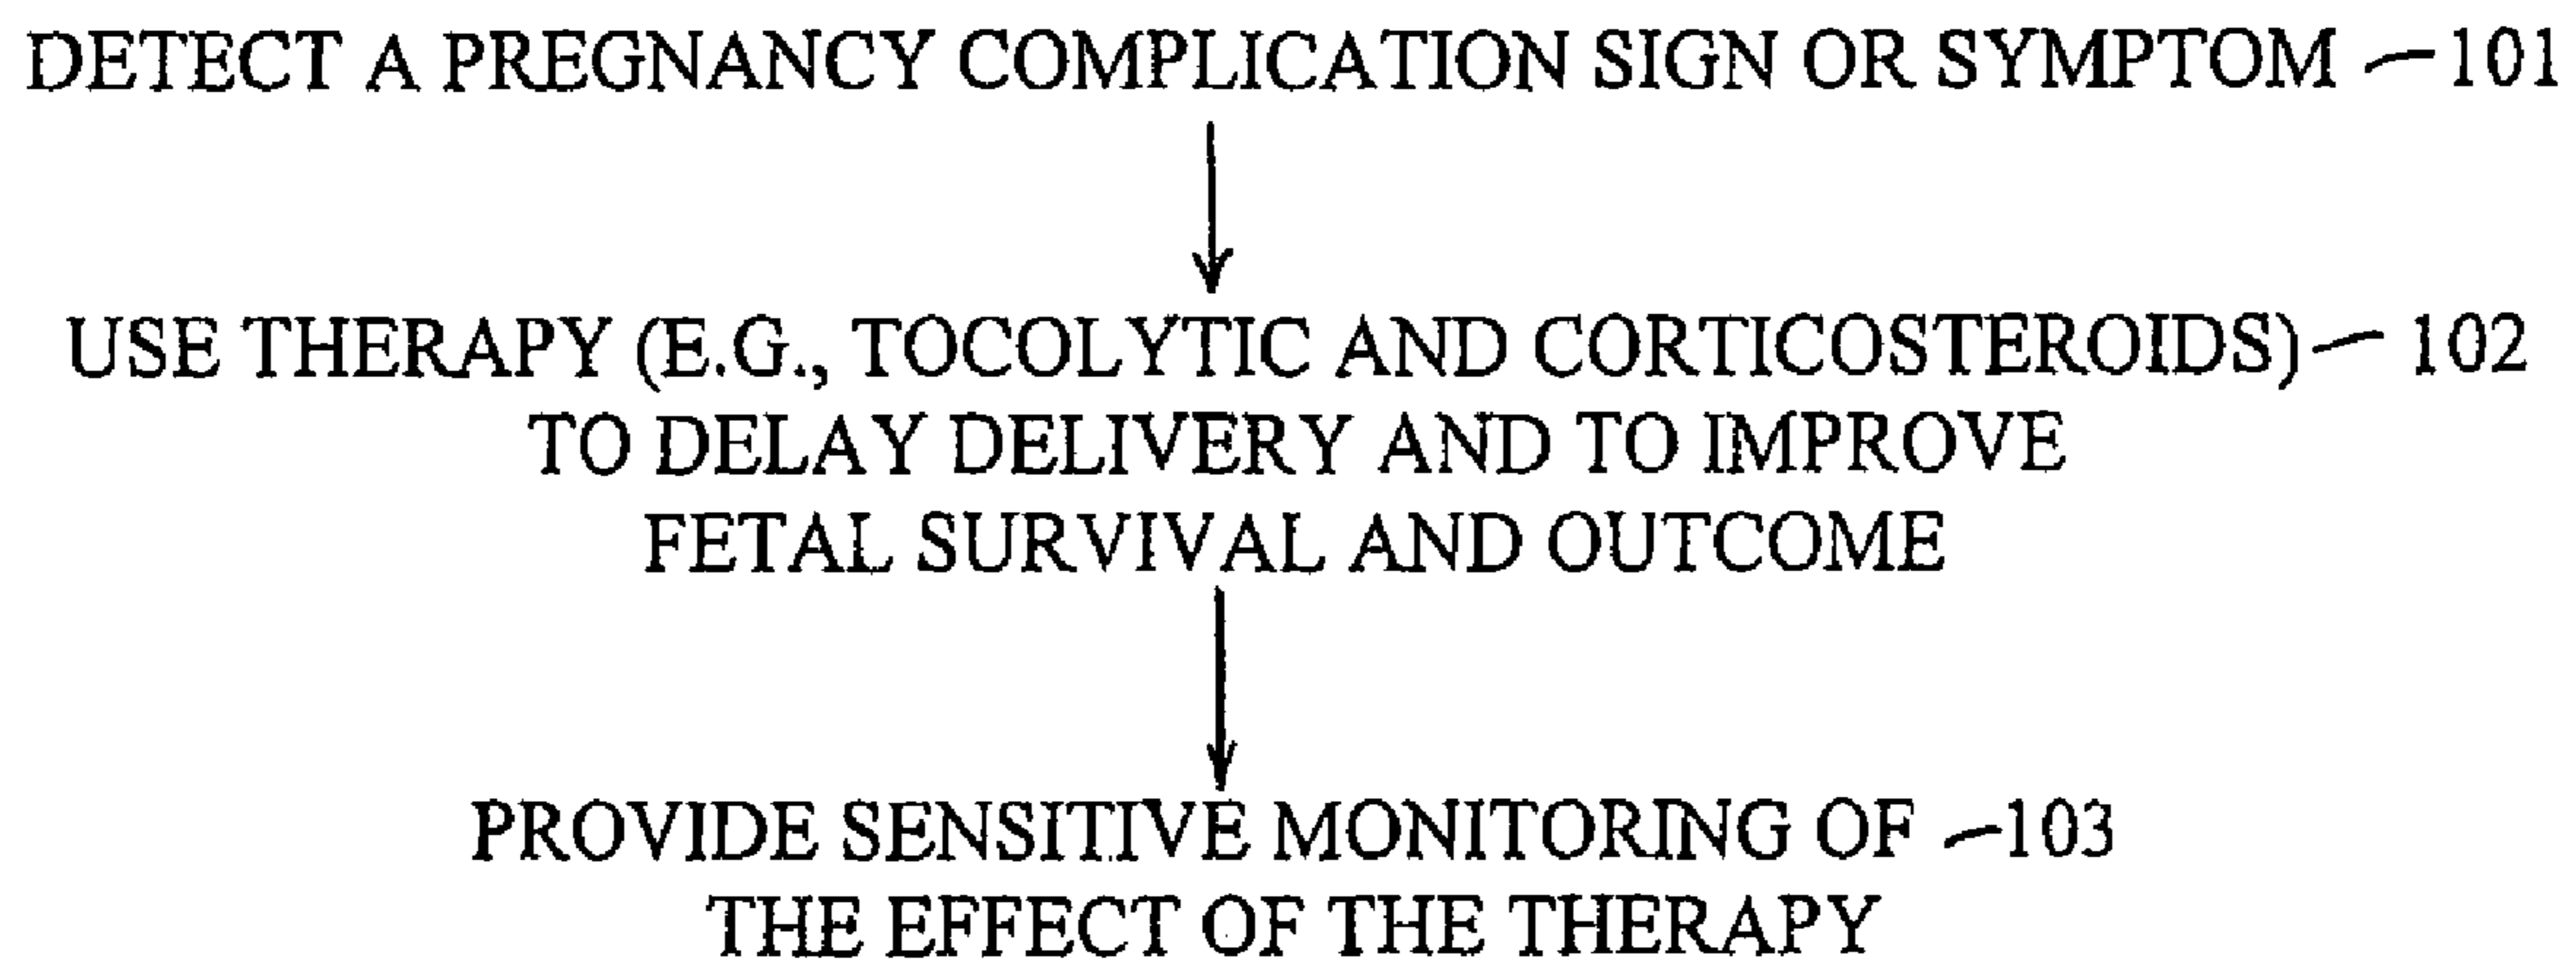 DETECT A PREGNANCY COMPLICATION SIGN OR SYMPTOM 101
USE THERAPY (E.G., TOCOLYTIC AND CORTICOSTEROIDS) 102
TO DELAY DELIVERY AND TO IMPROVE
FETAL SURVIVAL AND OUTCOME
PROVIDE SENSITIVE MONITORING OF 103
THE EFFECT OF THE THERAPY